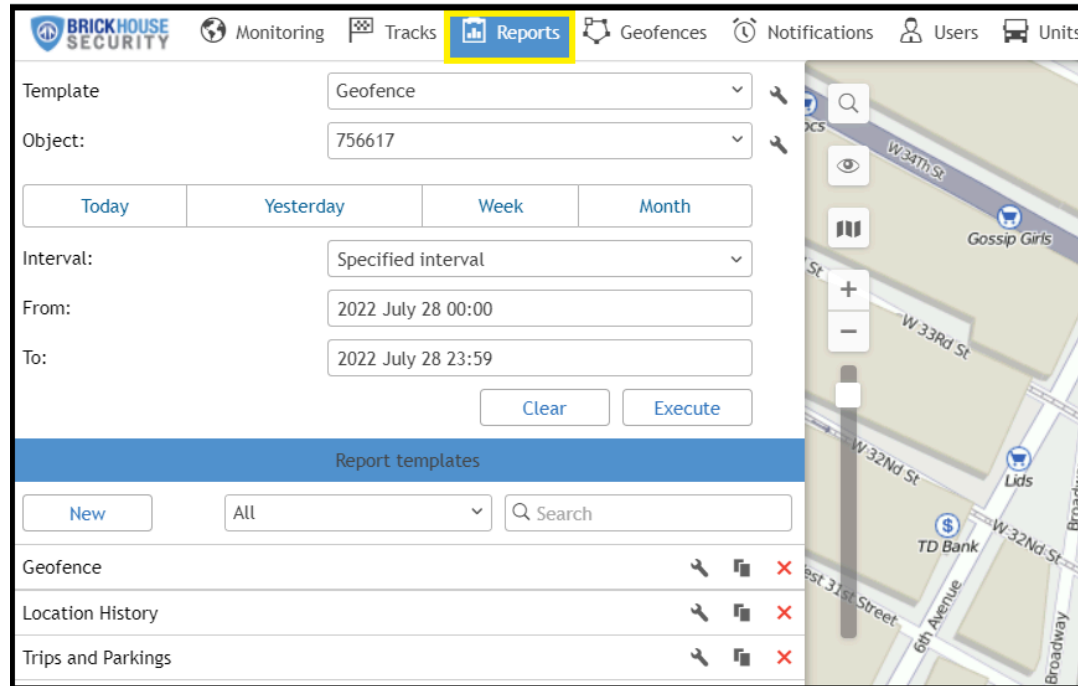 BRICKHOUSE
SECURITY
Monitoring
Tracks
Reports
Geofences
Notifications
Users
Units
Template
Geofence
Object:
756617
Today
Yesterday
Week
Month
Interval:
Specified interval
From:
2022 July 28 00:00
To:
2022 July 28 23:59
Clear
Execute
Report templates
New
All
Search
Geofence
Location History
Trips and Parkings
ocs
W 34Th St
Gossip Girls
St
W 33Rd St
W 32Nd St
Lids
TD Bank
W 32Nd St
est 31st Street
6th Avenue
Broadway
Broadw